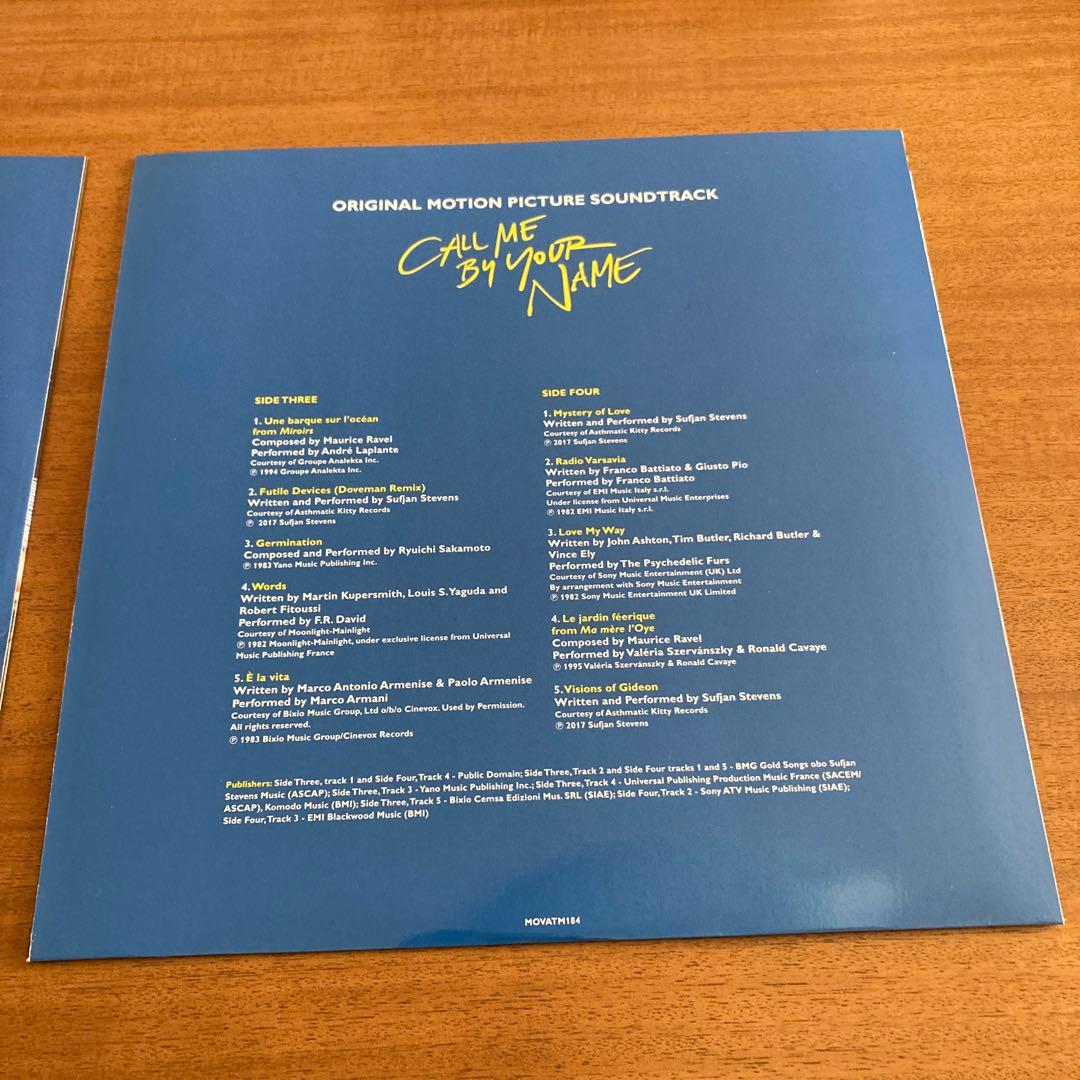 ORIGINAL MOTION PICTURE SOUNDTRACK
CALL ME
BY YOUR
NAME
SIDE THREE
1. Une barque sur l'océan
from Miroirs
Composed by Maurice Ravel
Performed by André Laplante
Courtesy of Groupe Analekta Inc.
℗ 1994 Groupe Analekta Inc.
2. Futile Devices (Doveman Remix)
Written and Performed by Sufjan Stevens
Courtesy of Asthmatic Kitty Records
℗ 2017 Sufjan Stevens
3. Germination
Composed and Performed by Ryuichi Sakamoto
℗ 1983 Yano Music Publishing Inc.
4. Words
Written by Martin Kupersmith, Louis S. Yaguda and
Robert Fitoussi
Performed by F.R. David
Courtesy of Moonlight-Mainlight
℗ 1982 Moonlight-Mainlight, under exclusive license from Universal
Music Publishing France
5. È la vita
Written by Marco Antonio Armenise & Paolo Armenise
Performed by Marco Armani
Courtesy of Bixio Music Group, Ltd o/b/o Cinevox. Used by Permission.
All rights reserved.
℗ 1983 Bixio Music Group/Cinevox Records
SIDE FOUR
1. Mystery of Love
Written and Performed by Sufjan Stevens
Courtesy of Asthmatic Kitty Records
℗ 2017 Sufjan Stevens
2. Radio Varsavia
Written by Franco Battiato & Giusto Pio
Performed by Franco Battiato
Courtesy of EMI Music Italy s.r.l.
Under license from Universal Music Enterprises
℗ 1982 EMI Music Italy s.r.l.
3. Love My Way
Written by John Ashton, Tim Butler, Richard Butler &
Vince Ely
Performed by The Psychedelic Furs
Courtesy of Sony Music Entertainment (UK) Ltd
By arrangement with Sony Music Entertainment
℗ 1982 Sony Music Entertainment UK Limited
4. Le jardin féerique
from Ma mère l'Oye
Composed by Maurice Ravel
Performed by Valéria Szervánszky & Ronald Cavaye
℗ 1995 Valéria Szervánszky & Ronald Cavaye
5. Visions of Gideon
Written and Performed by Sufjan Stevens
Courtesy of Asthmatic Kitty Records
℗ 2017 Sufjan Stevens
Publishers: Side Three, track 1 and Side Four, Track 4 - Public Domain; Side Three, Track 2 and Side Four tracks 1 and 5 - BMG Gold Songs obo Sufjan
Stevens Music (ASCAP); Side Three, Track 3 - Yano Music Publishing Inc.; Side Three, Track 4 - Universal Publishing Production Music France (SACEM/
ASCAP), Komodo Music (BMI); Side Three, Track 5 - Bixio Cemsa Edizioni Mus. SRL (SIAE); Side Four, Track 2 - Sony ATV Music Publishing (SIAE);
Side Four, Track 3 - EMI Blackwood Music (BMI)
MOVATM184